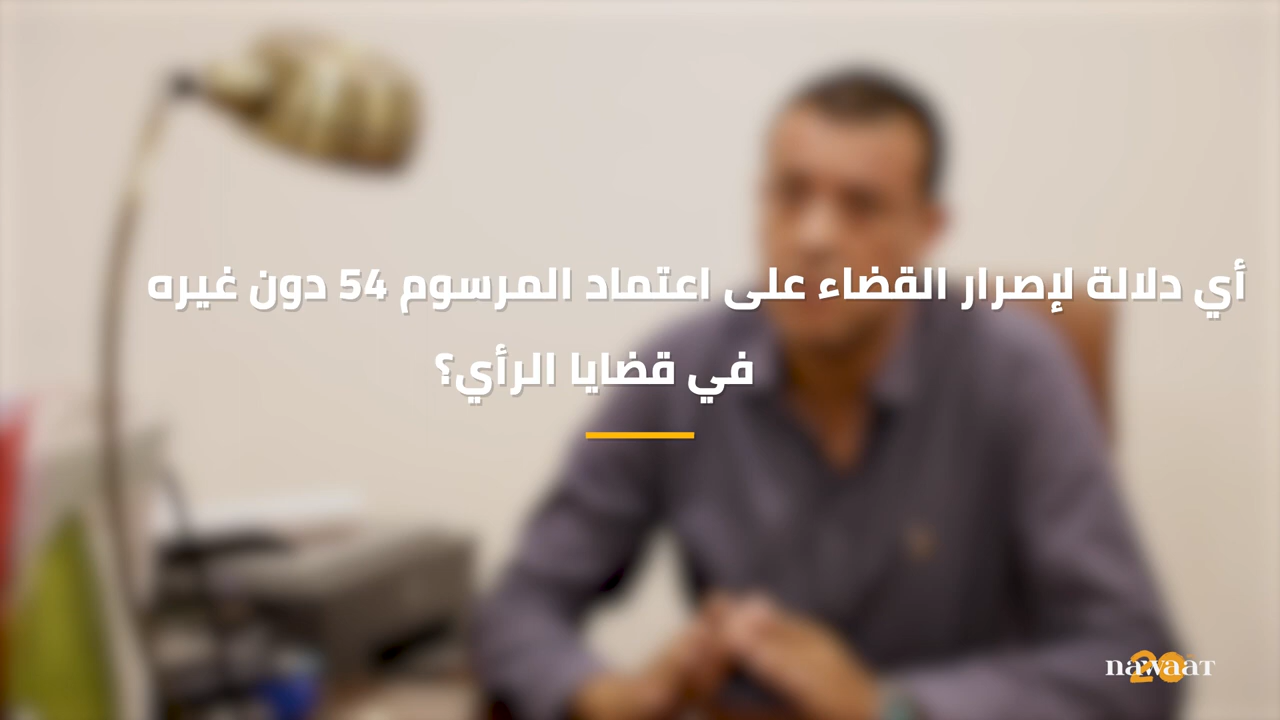 أي دلالة لإصرار القضاء على اعتماد المرسوم 54 دون غيره
في قضايا الرأي؟
nawaat
20